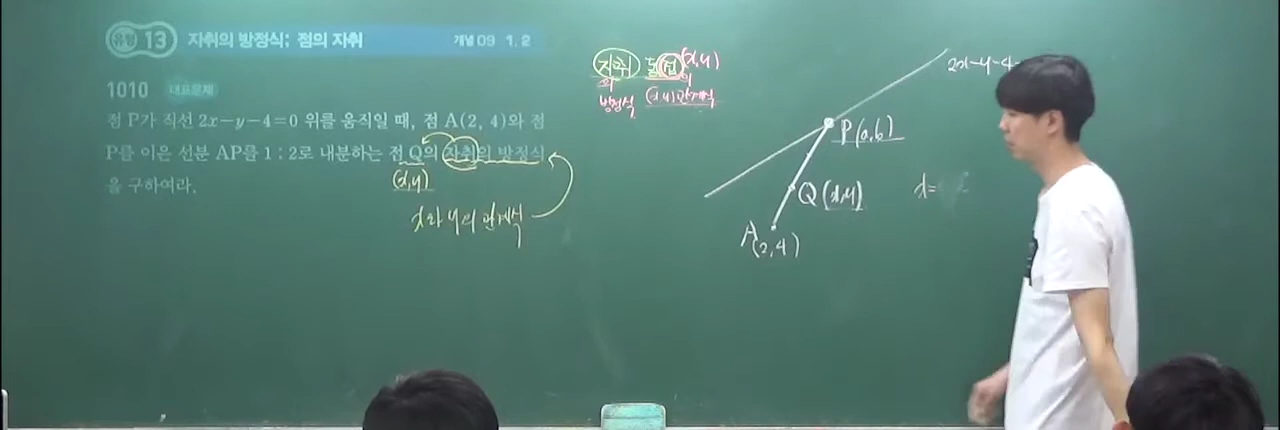 유형 13 자취의 방정식; 점의 자취 개념 09 1, 2
1010 대표문제
점 P가 직선 2x-y-4=0 위를 움직일 때, 점 A(2, 4)와 점
P를 이은 선분 AP를 1 : 2로 내분하는 점 Q의 자취의 방정식
을 구하여라.
(x,y)
x와 y의 관계식
자취 동점 (x,y)
의 의
방정식 (x,y)관계식
2x-y-4=
P(a,b)
Q(x,y)
A(2,4)
x=